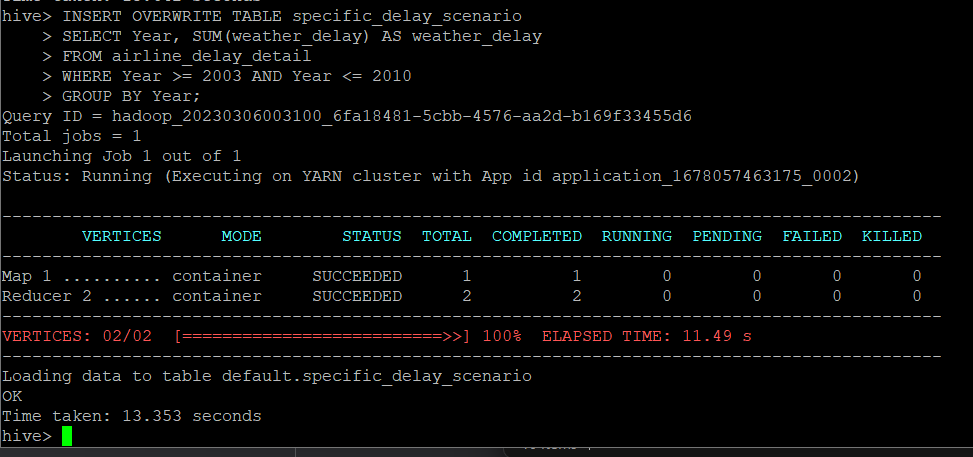 hive> INSERT OVERWRITE TABLE specific_delay_scenario
    > SELECT Year, SUM(weather_delay) AS weather_delay
    > FROM airline_delay_detail
    > WHERE Year >= 2003 AND Year <= 2010
    > GROUP BY Year;
Query ID = hadoop_20230306003100_6fa18481-5cbb-4576-aa2d-b169f33455d6
Total jobs = 1
Launching Job 1 out of 1
Status: Running (Executing on YARN cluster with App id application_1678057463175_0002)
----------------------------------------------------------------------------------------------
        VERTICES      MODE        STATUS  TOTAL  COMPLETED  RUNNING  PENDING  FAILED  KILLED
----------------------------------------------------------------------------------------------
Map 1 .......... container     SUCCEEDED      1          1        0        0       0       0
Reducer 2 ...... container     SUCCEEDED      2          2        0        0       0       0
----------------------------------------------------------------------------------------------
VERTICES: 02/02  [==========================>>] 100%  ELAPSED TIME: 11.49 s
----------------------------------------------------------------------------------------------
Loading data to table default.specific_delay_scenario
OK
Time taken: 13.353 seconds
hive>